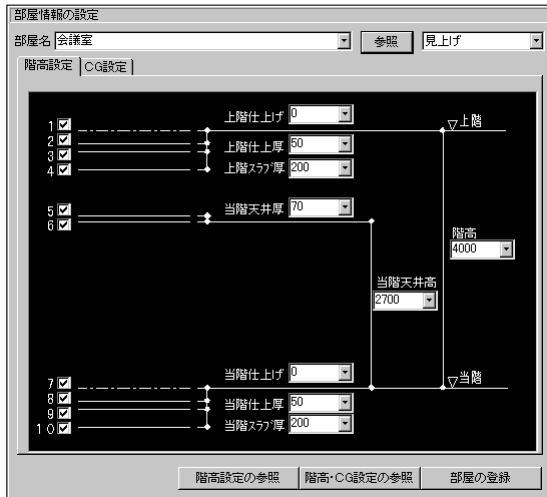 部屋情報の設定
部屋名 会議室 参照 見上げ
階高設定 CG設定
上階仕上げ 0
1 ▽上階
2 上階仕上厚 50
3
4 上階スラブ厚 200
5 当階天井厚 70
6
階高
4000
当階天井高
2700
当階仕上げ 0
7 ▽当階
8 当階仕上厚 50
9
10 当階スラブ厚 200
階高設定の参照 階高・CG設定の参照 部屋の登録